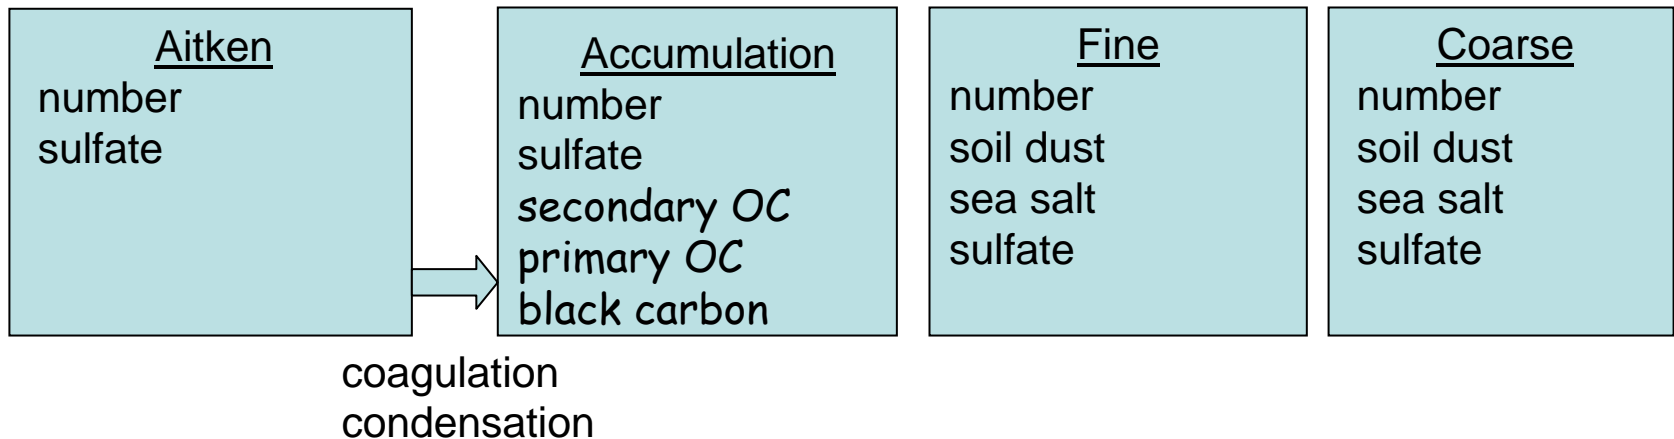 Aitken
number
sulfate
Accumulation
number
sulfate
secondary OC
primary OC
black carbon
Fine
number
soil dust
sea salt
sulfate
Coarse
number
soil dust
sea salt
sulfate
coagulation
condensation